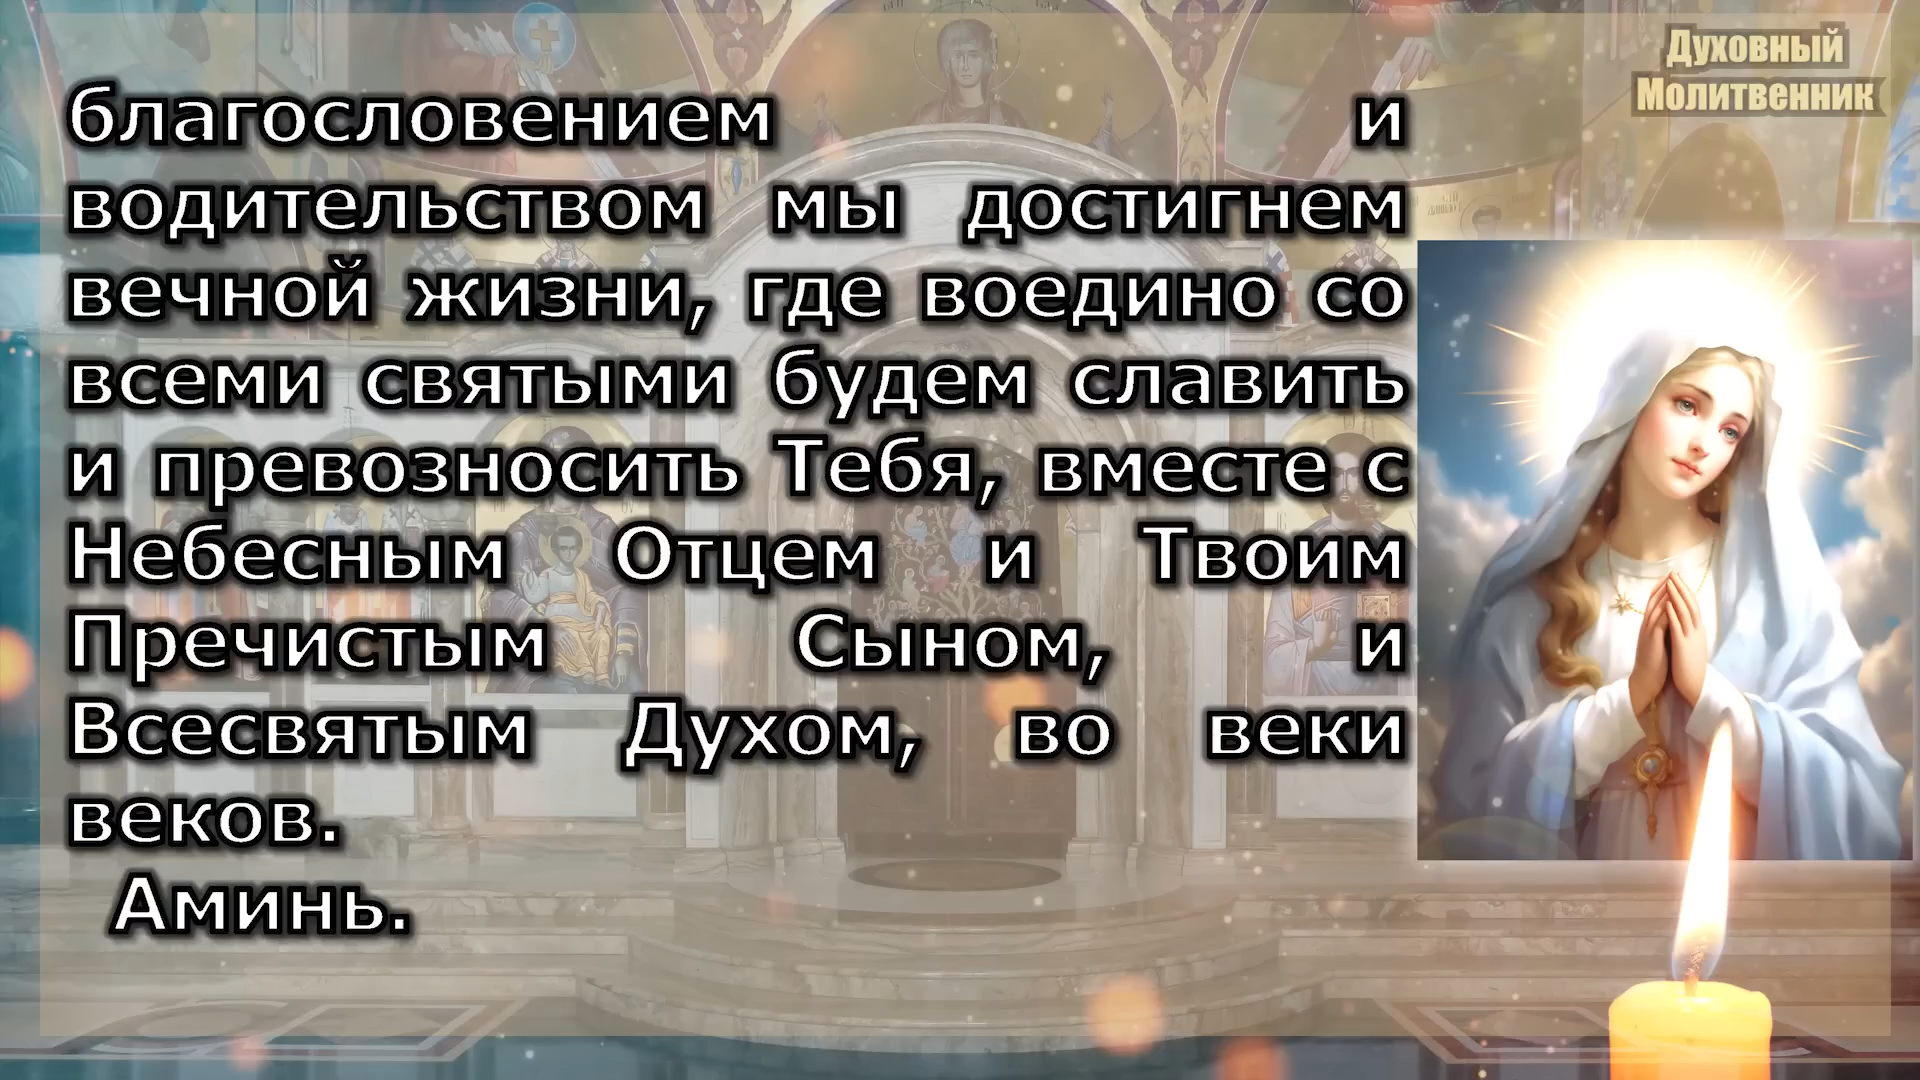 Духовный
Молитвенник
благословением и
водительством мы достигнем
вечной жизни, где воедино со
всеми святыми будем славить
и превозносить Тебя, вместе с
Небесным Отцем и Твоим
Пречистым Сыном, и
Всесвятым Духом, во веки
веков.
Аминь.